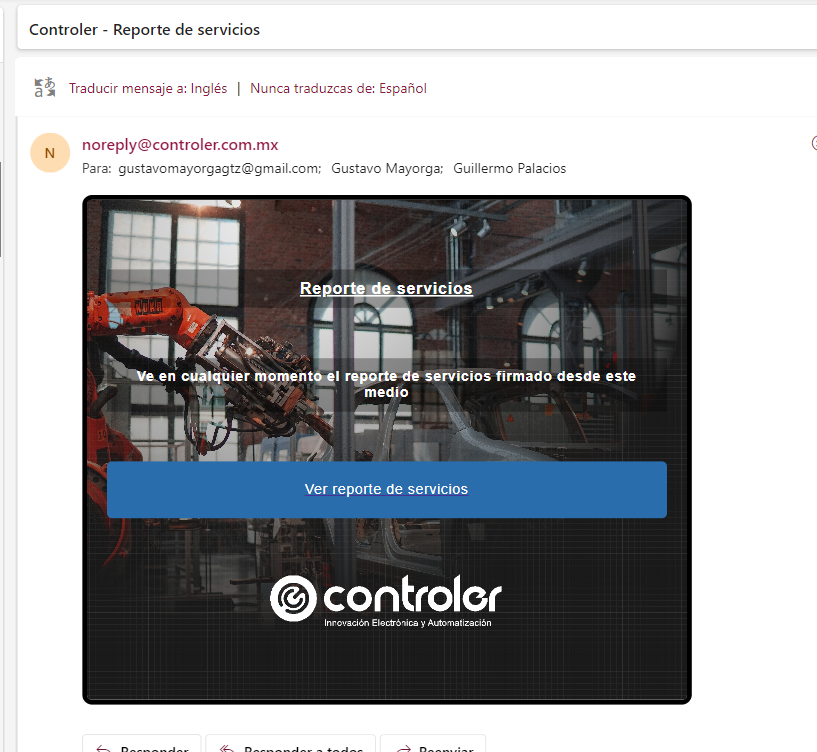 Controler - Reporte de servicios
Traducir mensaje a: Inglés | Nunca traduzcas de: Español
N
noreply@controler.com.mx
Para: gustavomayorgagtz@gmail.com; Gustavo Mayorga; Guillermo Palacios
Reporte de servicios
Ve en cualquier momento el reporte de servicios firmado desde este
medio
Ver reporte de servicios
controler
Innovación Electrónica y Automatización
Responder Responder a todos Reenviar